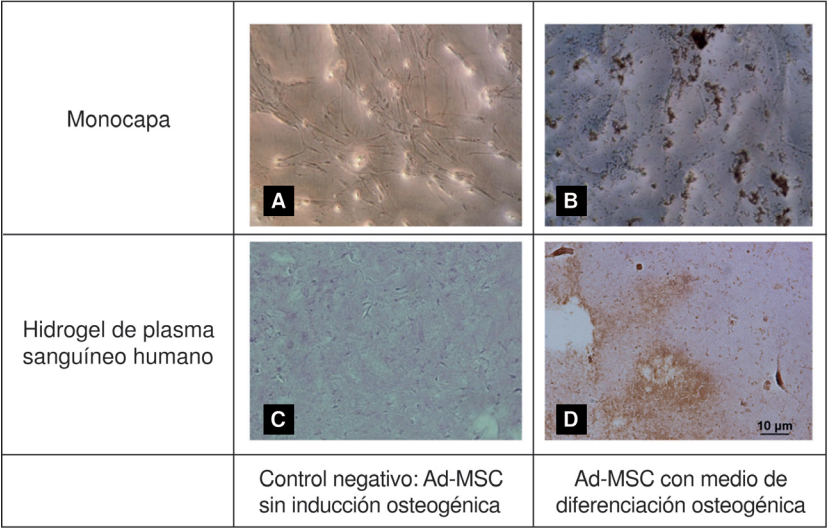 Monocapa
A
B
Hidrogel de plasma
sanguíneo humano
C
D
10 μm
Control negativo: Ad-MSC
sin inducción osteogénica
Ad-MSC con medio de
diferenciación osteogénica